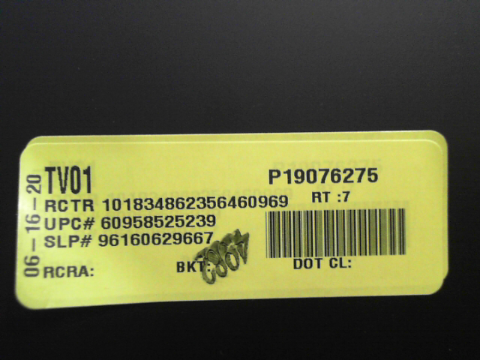 06-16-20
TV01
P19076275
RCTR 101834862356460969
RT :7
UPC# 60958525239
SLP# 96160629667
RCRA:
BKT:
DOT CL: